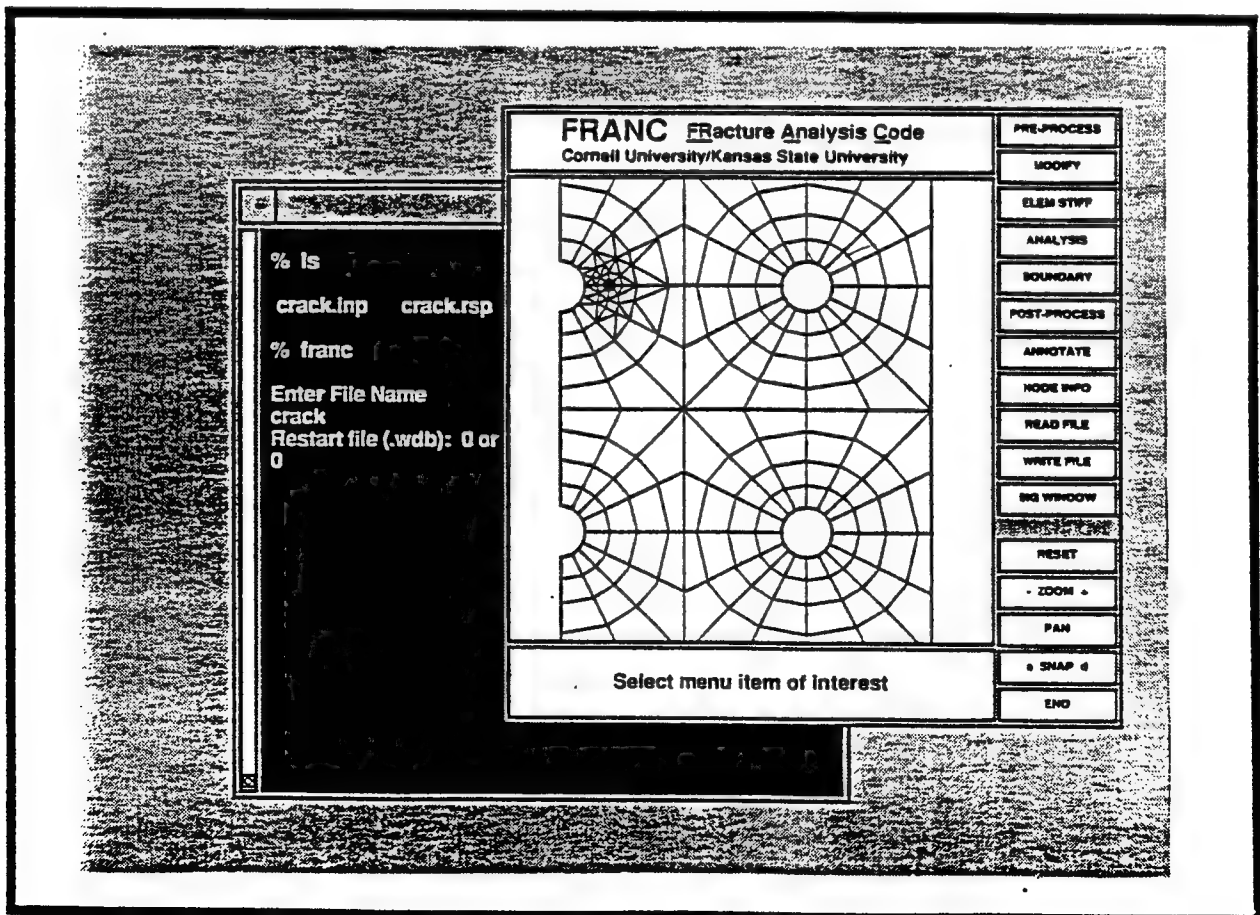 % ls
crack.inp crack.rsp
% franc
Enter File Name
crack
Restart file (.wdb): 0 or
0
FRANC FRacture Analysis Code
Cornell University/Kansas State University
Select menu item of interest
PRE-PROCESS
MODIFY
ELEM STIFF
ANALYSIS
BOUNDARY
POST-PROCESS
ANNOTATE
NODE INFO
READ FILE
WRITE FILE
BIG WINDOW
RESET
- ZOOM +
PAN
s SNAP d
END